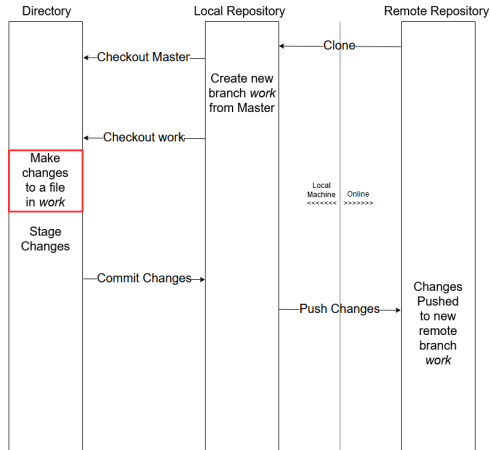 Directory
Local Repository
Remote Repository
Clone
Checkout Master
Create new
branch work
from Master
Checkout work
Make
changes
to a file
in work
Local
Machine
<<<<<<<
Online
>>>>>>>
Stage
Changes
Commit Changes
Push Changes
Changes
Pushed
to new
remote
branch
work